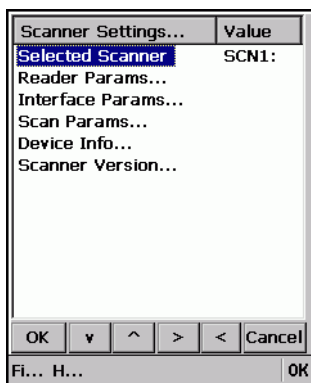 Scanner Settings... Value
Selected Scanner SCN1:
Reader Params...
Interface Params...
Scan Params...
Device Info...
Scanner Version...
OK v ^ > < Cancel
Fi... H... OK